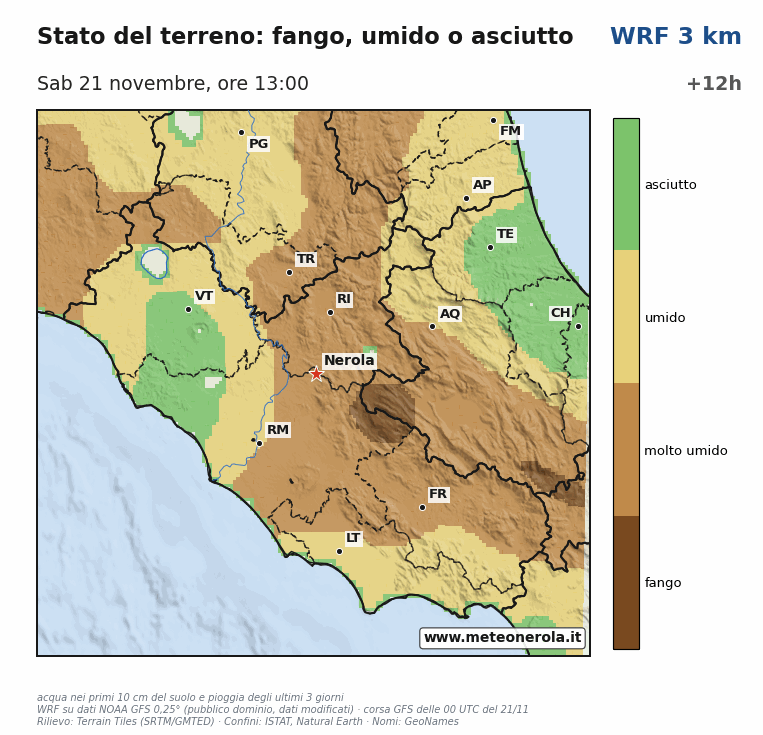 Stato del terreno: fango, umido o asciutto
WRF 3 km
Sab 21 novembre, ore 13:00
+12h
FM
PG
AP
asciutto
TE
TR
VT
RI
AQ
CH
umido
Nerola
RM
molto umido
FR
LT
fango
www.meteonerola.it
acqua nei primi 10 cm del suolo e pioggia degli ultimi 3 giorni
WRF su dati NOAA GFS 0,25° (pubblico dominio, dati modificati) · corsa GFS delle 00 UTC del 21/11
Rilievo: Terrain Tiles (SRTM/GMTED) · Confini: ISTAT, Natural Earth · Nomi: GeoNames